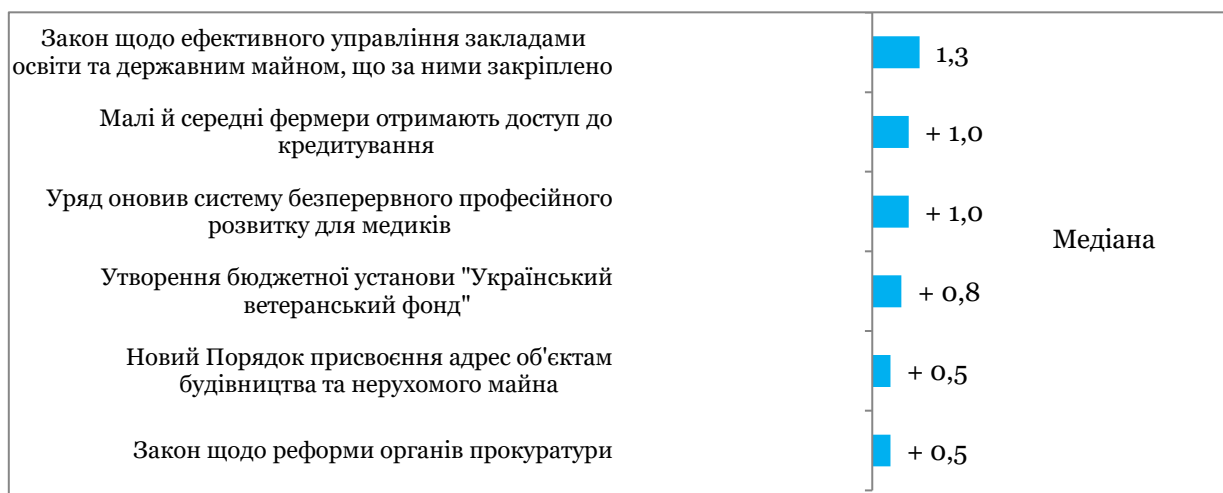 Закон щодо ефективного управління закладами
освіти та державним майном, що за ними закріплено
1,3
Малі й середні фермери отримають доступ до
кредитування
+ 1,0
Уряд оновив систему безперервного професійного
розвитку для медиків
+ 1,0
Медіана
Утворення бюджетної установи "Український
ветеранський фонд"
+ 0,8
Новий Порядок присвоєння адрес об'єктам
будівництва та нерухомого майна
+ 0,5
Закон щодо реформи органів прокуратури
+ 0,5